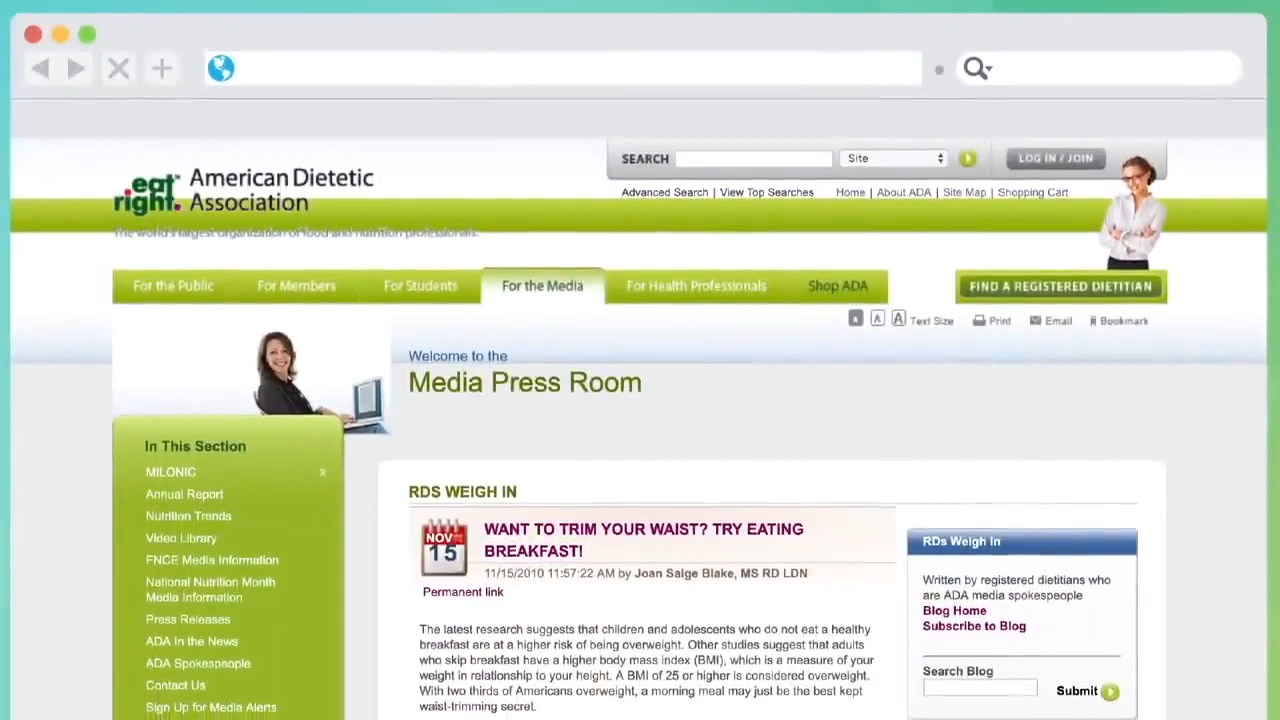 SEARCH
Site
LOG IN / JOIN
Advanced Search | View Top Searches
Home | About ADA | Site Map | Shopping Cart
eat right. American Dietetic Association
The world's largest organization of food and nutrition professionals.
For the Public
For Members
For Students
For the Media
For Health Professionals
Shop ADA
FIND A REGISTERED DIETITIAN
A A A Text Size
Print
Email
Bookmark
Welcome to the
Media Press Room
In This Section
MILONIC
Annual Report
Nutrition Trends
Video Library
FNCE Media Information
National Nutrition Month
Media Information
Press Releases
ADA In the News
ADA Spokespeople
Contact Us
Sign Up for Media Alerts
RDS WEIGH IN
NOV
15
WANT TO TRIM YOUR WAIST? TRY EATING
BREAKFAST!
11/15/2010 11:57:22 AM by Joan Salge Blake, MS RD LDN
Permanent link
The latest research suggests that children and adolescents who do not eat a healthy
breakfast are at a higher risk of being overweight. Other studies suggest that adults
who skip breakfast have a higher body mass index (BMI), which is a measure of your
weight in relationship to your height. A BMI of 25 or higher is considered overweight.
With two thirds of Americans overweight, a morning meal may just be the best kept
waist-trimming secret.
RDs Weigh In
Written by registered dietitians who
are ADA media spokespeople
Blog Home
Subscribe to Blog
Search Blog
Submit